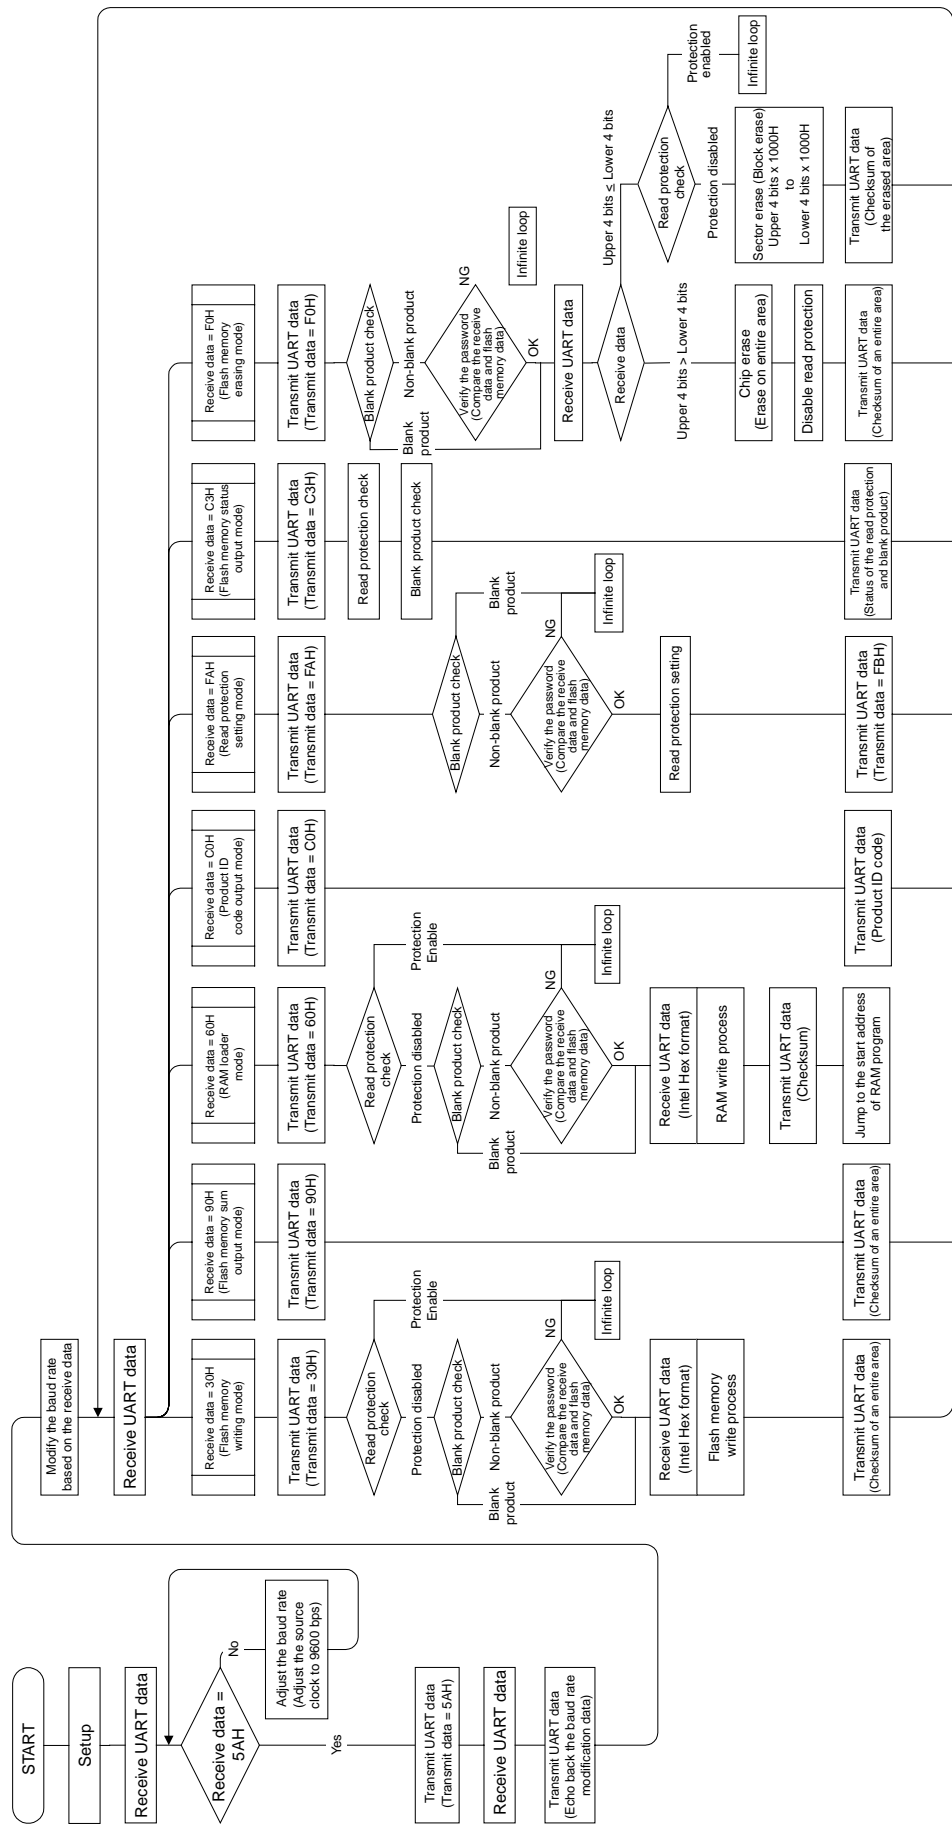 START
Setup
Receive UART data
Receive data =
5AH
No
Adjust the baud rate
(Adjust the source
clock to 9600 bps)
Yes
Transmit UART data
(Transmit data = 5AH)
Receive UART data
Transmit UART data
(Echo back the baud rate
modification data)
Modify the baud rate
based on the receive data
Receive UART data
Receive data = 30H
(Flash memory
writing mode)
Transmit UART data
(Transmit data = 30H)
Read protection
check
Protection
Enable
Protection disabled
Blank product check
Blank
product
Non-blank product
Verify the password
(Compare the receive
data and flash
memory data)
NG
Infinite loop
OK
Receive UART data
(Intel Hex format)
Flash memory
write process
Transmit UART data
(Checksum of an entire area)
Receive data = 90H
(Flash memory sum
output mode)
Transmit UART data
(Transmit data = 90H)
Transmit UART data
(Checksum of an entire area)
Receive data = 60H
(RAM loader
mode)
Transmit UART data
(Transmit data = 60H)
Read protection
check
Protection
Enable
Protection disabled
Blank product check
Blank
product
Non-blank product
Verify the password
(Compare the receive
data and flash
memory data)
NG
Infinite loop
OK
Receive UART data
(Intel Hex format)
RAM write process
Transmit UART data
(Checksum)
Jump to the start address
of RAM program
Receive data = C0H
(Product ID
code output mode)
Transmit UART data
(Transmit data = C0H)
Transmit UART data
(Product ID code)
Receive data = FAH
(Read protection
setting mode)
Transmit UART data
(Transmit data = FAH)
Blank product check
Blank
product
Non-blank product
Verify the password
(Compare the receive
data and flash
memory data)
NG
Infinite loop
OK
Read protection setting
Transmit UART data
(Transmit data = FBH)
Receive data = C3H
(Flash memory status
output mode)
Transmit UART data
(Transmit data = C3H)
Read protection check
Blank product check
Transmit UART data
(Status of the read protection
and blank product)
Receive data = F0H
(Flash memory
erasing mode)
Transmit UART data
(Transmit data = F0H)
Blank product check
Blank
product
Non-blank product
Verify the password
(Compare the receive
data and flash
memory data)
NG
Infinite loop
OK
Receive UART data
Receive data
Upper 4 bits > Lower 4 bits
Chip erase
(Erase on entire area)
Disable read protection
Transmit UART data
(Checksum of an entire area)
Upper 4 bits ≤ Lower 4 bits
Read protection
check
Protection
enabled
Infinite loop
Protection disabled
Sector erase (Block erase)
Upper 4 bits x 1000H
to
Lower 4 bits x 1000H
Transmit UART data
(Checksum of
the erased area)